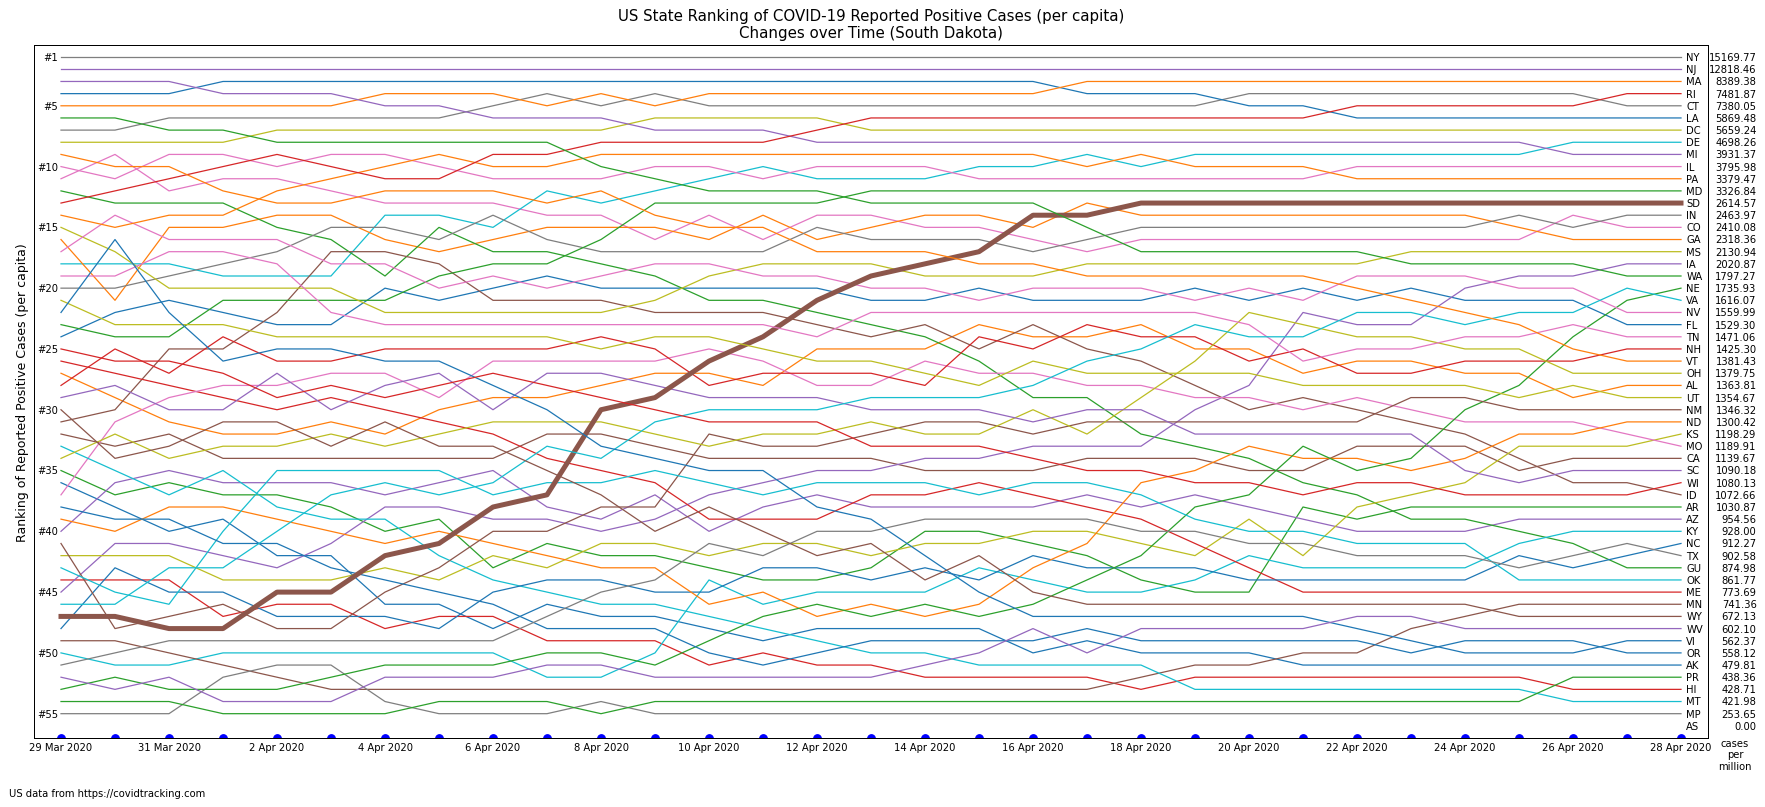 US State Ranking of COVID-19 Reported Positive Cases (per capita)
Changes over Time (South Dakota)
Ranking of Reported Positive Cases (per capita)
#1
#5
#10
#15
#20
#25
#30
#35
#40
#45
#50
#55
NY 15169.77
NJ 12818.46
MA 8389.38
RI 7481.87
CT 7380.05
LA 5869.48
DC 5659.24
DE 4698.26
MI 3931.37
IL 3795.98
PA 3379.47
MD 3326.84
SD 2614.57
IN 2463.97
CO 2410.08
GA 2318.36
MS 2130.94
IA 2020.87
WA 1797.27
NE 1735.93
VA 1616.07
NV 1559.99
FL 1529.30
TN 1471.06
NH 1425.30
VT 1381.43
OH 1379.75
AL 1363.81
UT 1354.67
NM 1346.32
ND 1300.42
KS 1198.29
MO 1189.91
CA 1139.67
SC 1090.18
WI 1080.13
ID 1072.66
AR 1030.87
AZ 954.56
KY 928.00
NC 912.27
TX 902.58
GU 874.98
OK 861.77
ME 773.69
MN 741.36
WY 672.13
WV 602.10
VI 562.37
OR 558.12
AK 479.81
PR 438.36
HI 428.71
MT 421.98
MP 253.65
AS 0.00
29 Mar 2020 31 Mar 2020 2 Apr 2020 4 Apr 2020 6 Apr 2020 8 Apr 2020 10 Apr 2020 12 Apr 2020 14 Apr 2020 16 Apr 2020 18 Apr 2020 20 Apr 2020 22 Apr 2020 24 Apr 2020 26 Apr 2020 28 Apr 2020
cases
per
million
US data from https://covidtracking.com